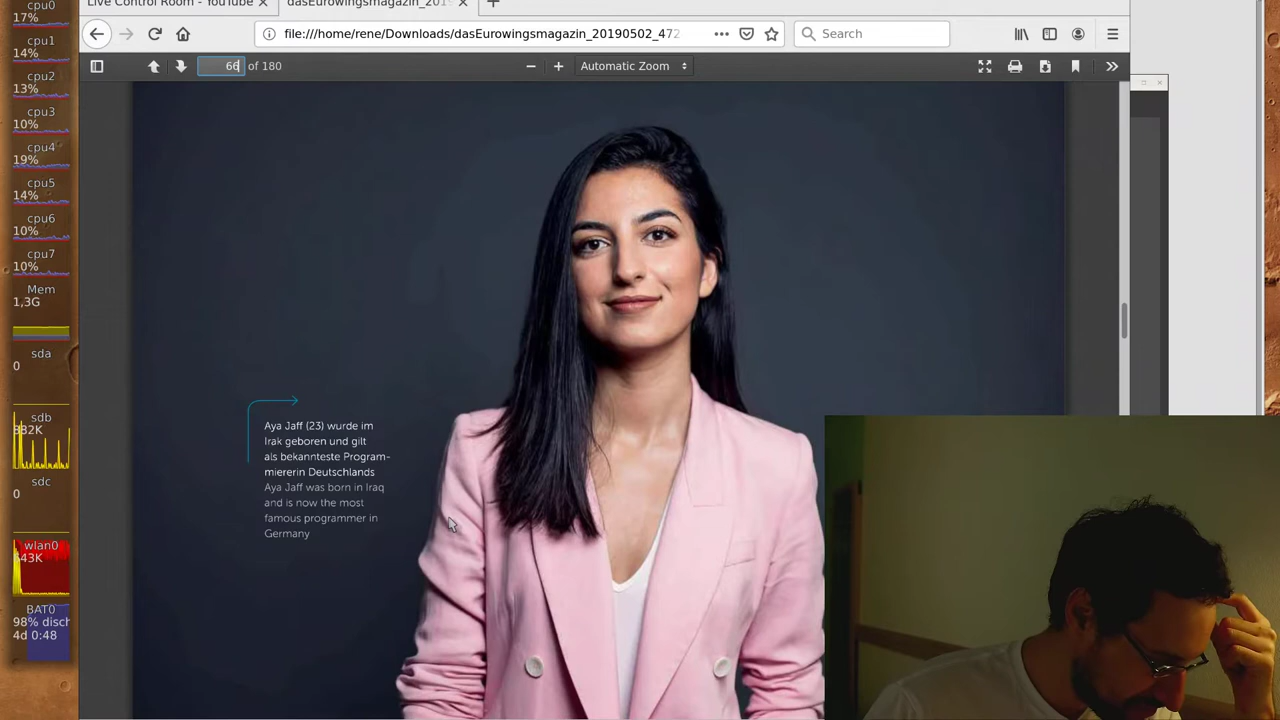 Live Control Room - YouTube ×
dasEurowingsmagazin_201 ×
file:///home/rene/Downloads/dasEurowingsmagazin_20190502_472
Search
66 of 180
Automatic Zoom
cpu0
17%
cpu1
14%
cpu2
13%
cpu3
10%
cpu4
19%
cpu5
14%
cpu6
10%
cpu7
10%
Mem
1,3G
sda
0
sdb
sdc
0
wlan0
BAT0
98% disch
4d 0:48
Aya Jaff (23) wurde im
Irak geboren und gilt
als bekannteste Program-
miererin Deutschlands
Aya Jaff was born in Iraq
and is now the most
famous programmer in
Germany